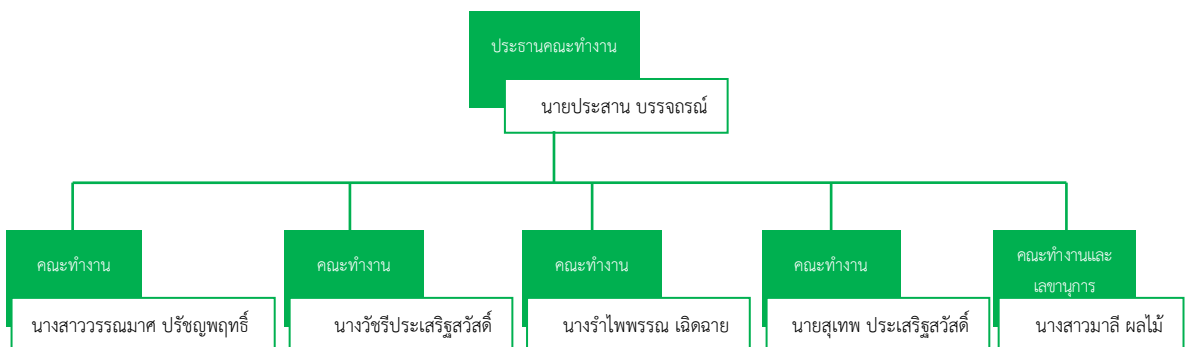 ประธานคณะทำงาน
นายประสาน บรรจถรณ์
คณะทำงาน
นางสาววรรณมาศ ปรัชญพฤทธิ์
คณะทำงาน
นางวัชรีประเสริฐสวัสดิ์
คณะทำงาน
นางรำไพพรรณ เฉิดฉาย
คณะทำงาน
นายสุเทพ ประเสริฐสวัสดิ์
คณะทำงานและ
เลขานุการ
นางสาวมาลี ผลไม้